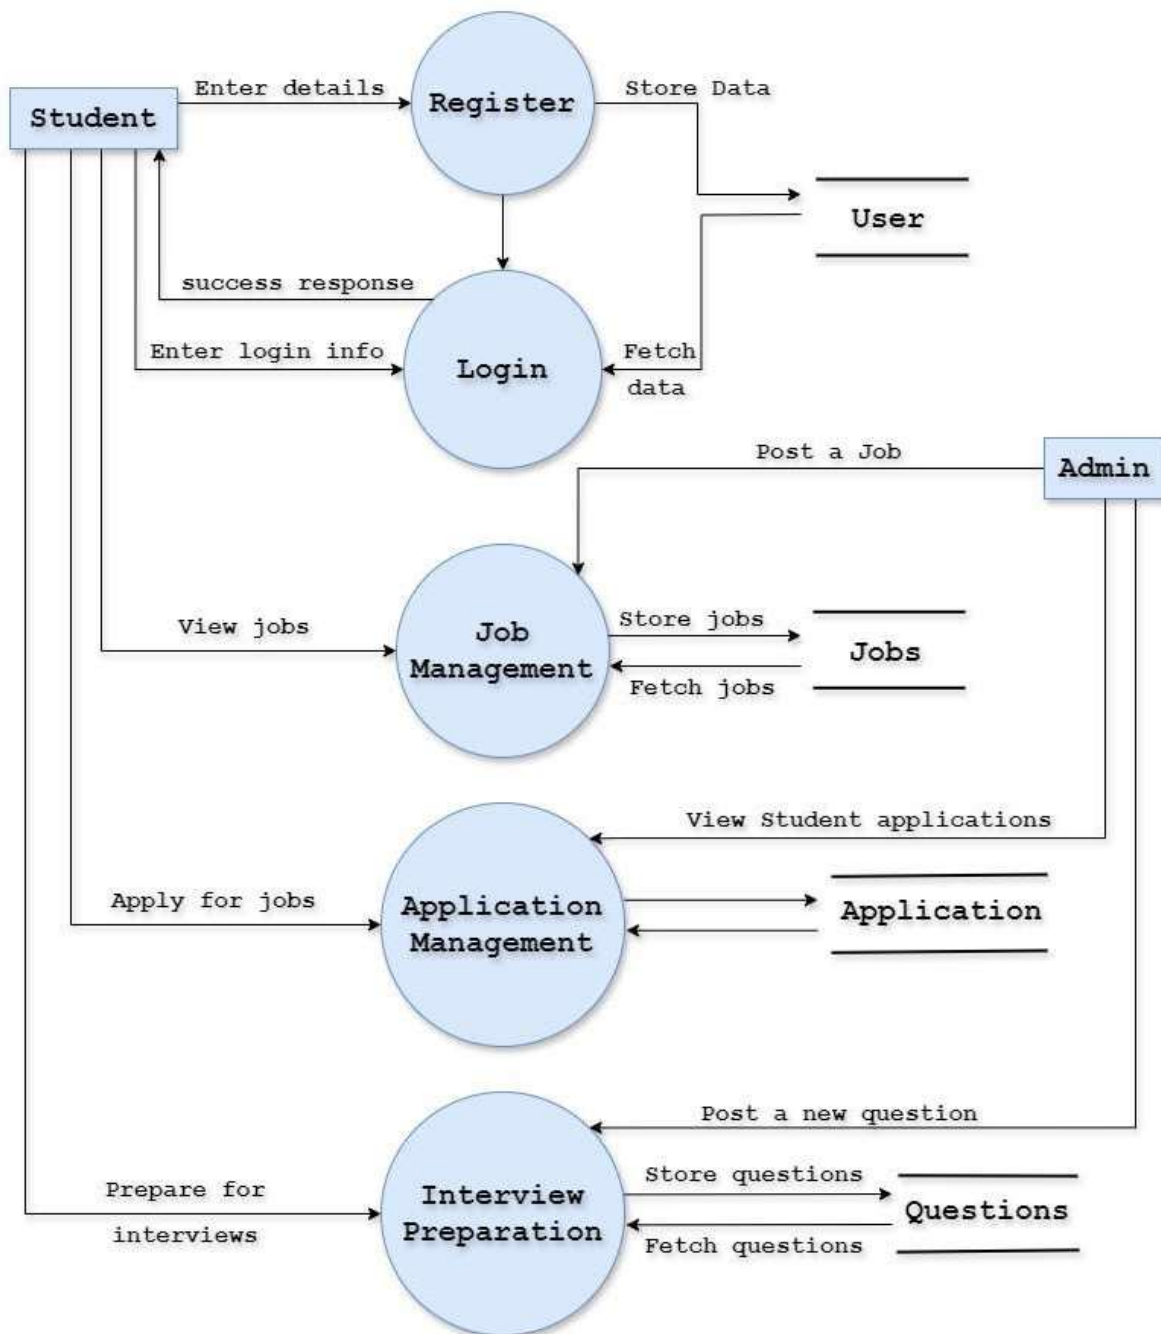 Enter details
Store Data
Student
Register
User
success response
Enter login info
Login
Fetch
data
Post a Job
Admin
View jobs
Job
Management
Store jobs
Fetch jobs
Jobs
View Student applications
Apply for jobs
Application
Management
Application
Post a new question
Prepare for
interviews
Interview
Preparation
Store questions
Fetch questions
Questions